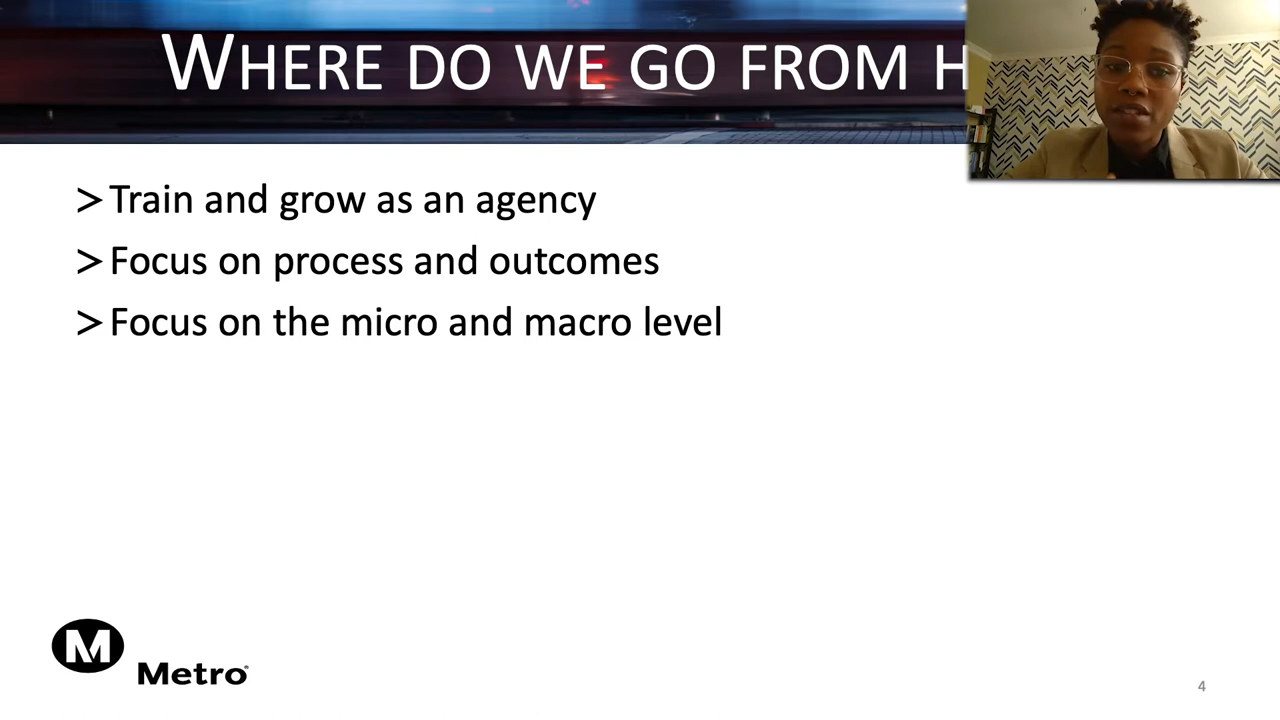 WHERE DO WE GO FROM H
> Train and grow as an agency
> Focus on process and outcomes
> Focus on the micro and macro level
M
Metro®
4